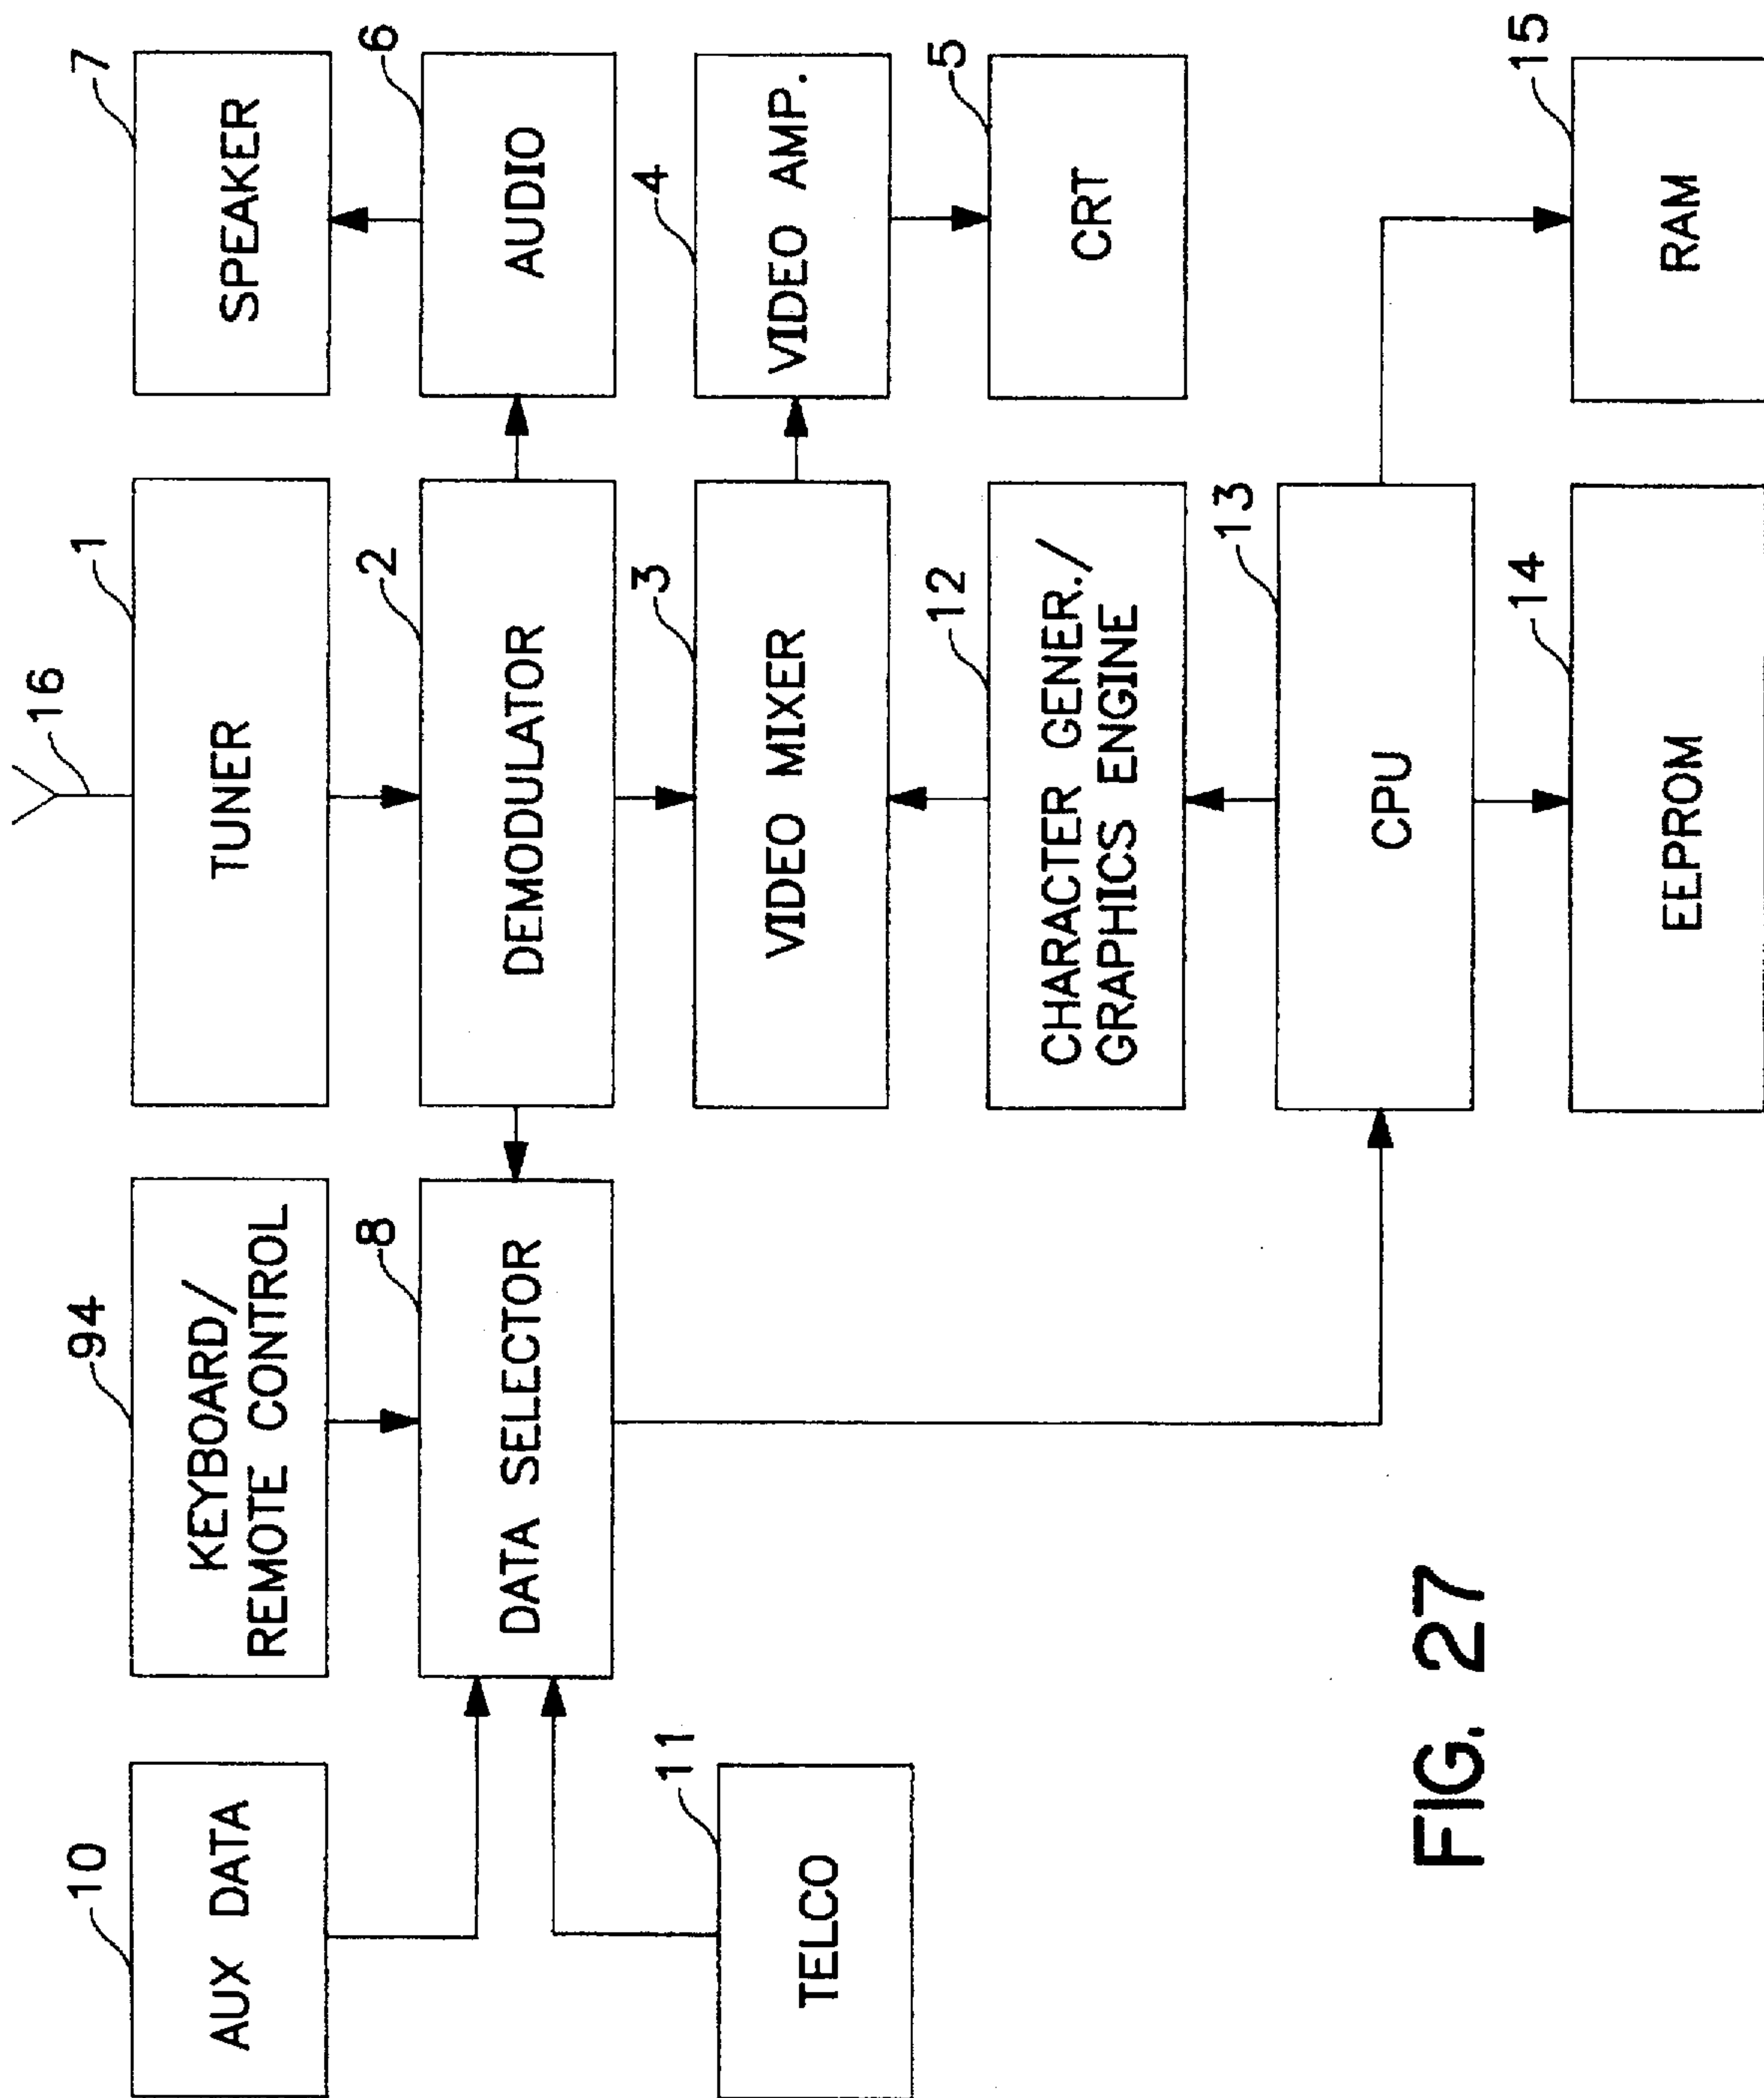 16
10
AUX DATA
94
KEYBOARD/
REMOTE CONTROL
1
TUNER
7
SPEAKER
8
DATA SELECTOR
2
DEMODULATOR
6
AUDIO
11
TELCO
3
VIDEO MIXER
4
VIDEO AMP.
12
CHARACTER GENER./
GRAPHICS ENGINE
5
CRT
13
CPU
14
EEPROM
15
RAM
FIG. 27